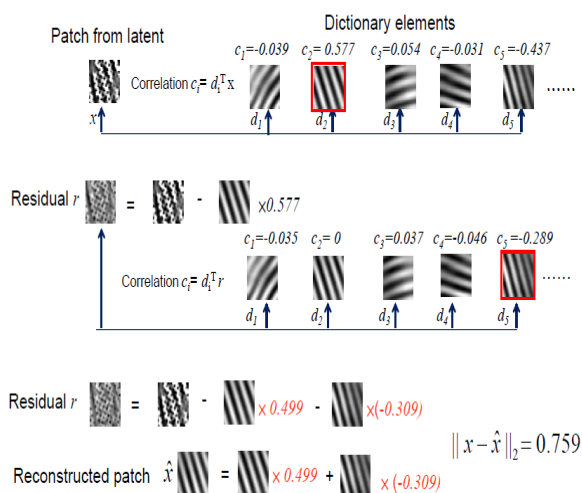 Patch from latent
Dictionary elements
c1=-0.039 c2= 0.577 c3=0.054 c4=-0.031 c5=-0.437
Correlation ci= diTx
......
x d1 d2 d3 d4 d5
Residual r = - ×0.577
c1=-0.035 c2= 0 c3=0.037 c4=-0.046 c5=-0.289
Correlation ci= diTr
......
d1 d2 d3 d4 d5
Residual r = - × 0.499 - ×(-0.309)
|| x - x̂ ||2 = 0.759
Reconstructed patch x̂ = × 0.499 + × (-0.309)